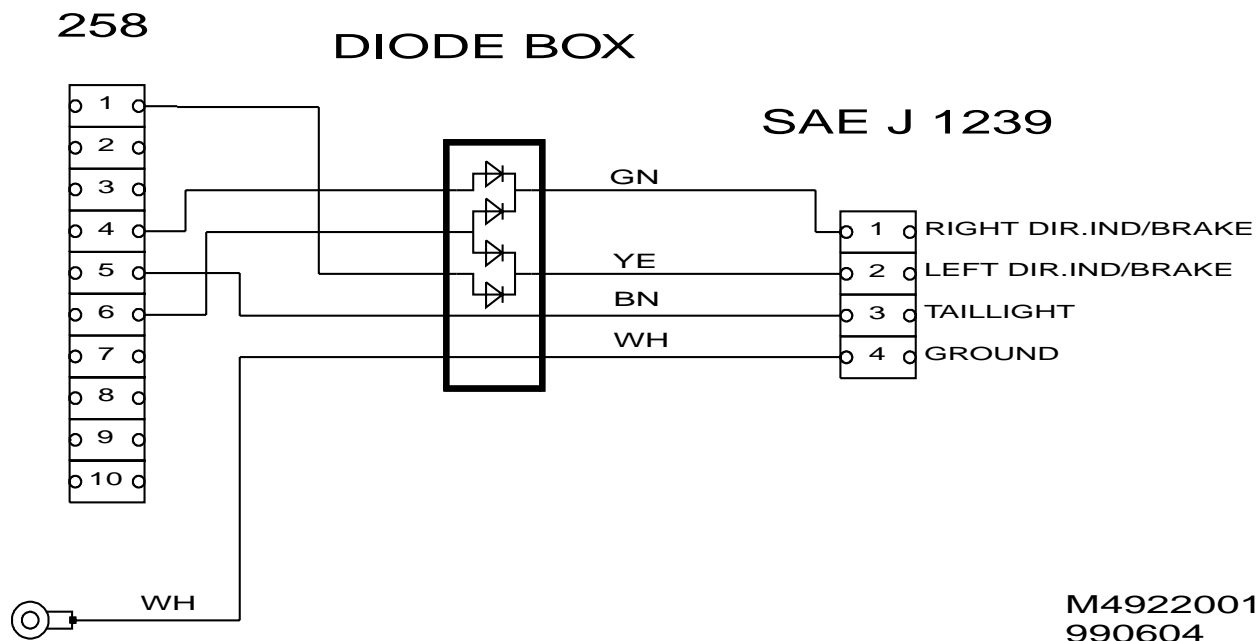 258
DIODE BOX
SAE J 1239
1
2
3
4
5
6
7
8
9
10
GN
YE
BN
WH
1 RIGHT DIR.IND/BRAKE
2 LEFT DIR.IND/BRAKE
3 TAILLIGHT
4 GROUND
WH
M4922001
990604